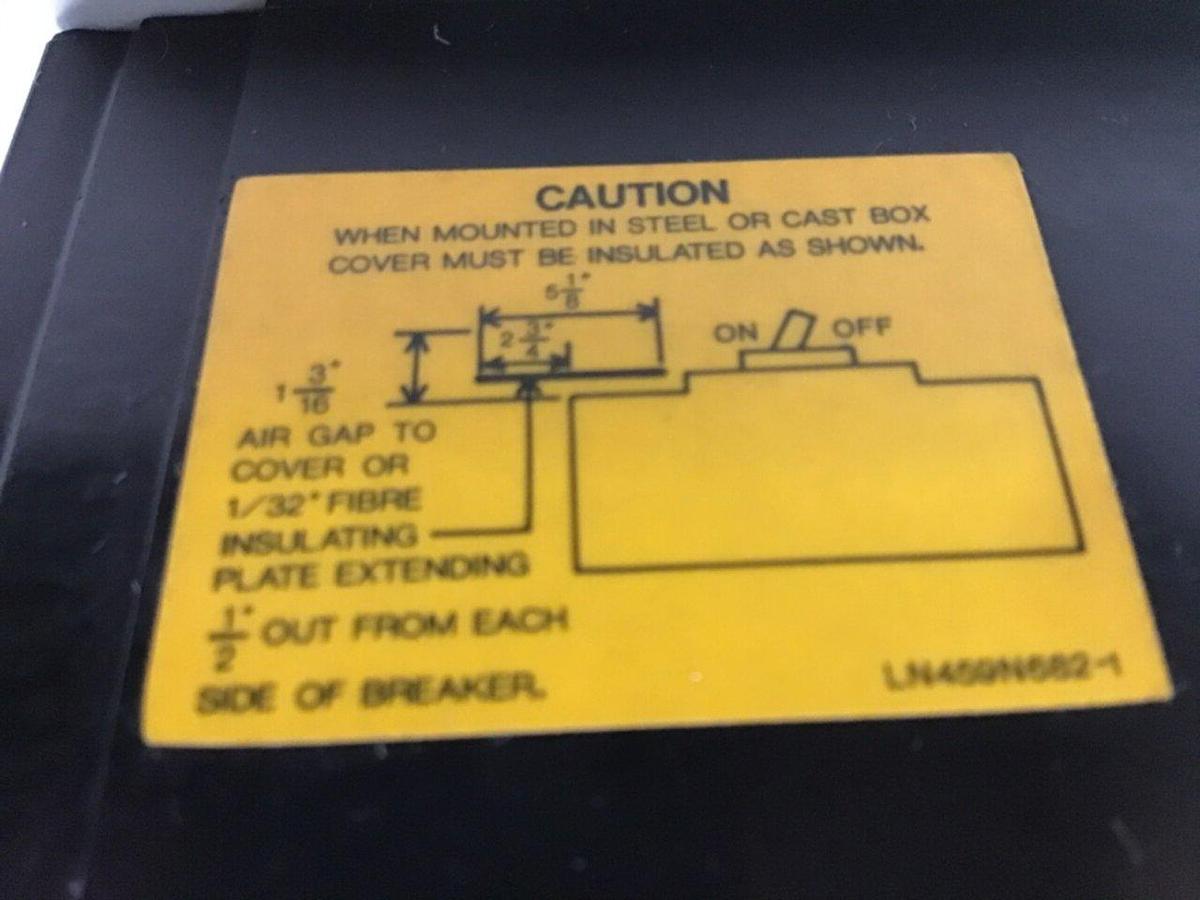 CAUTION
WHEN MOUNTED IN STEEL OR CAST BOX
COVER MUST BE INSULATED AS SHOWN.
5 1/8"
2 3/4"
ON OFF
1 3/16"
AIR GAP TO
COVER OR
1/32" FIBRE
INSULATING
PLATE EXTENDING
1/2" OUT FROM EACH
SIDE OF BREAKER.
LN459N682-1